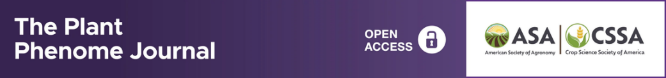 The Plant
Phenome Journal
OPEN
ACCESS
ASA
American Society of Agronomy
CSSA
Crop Science Society of America